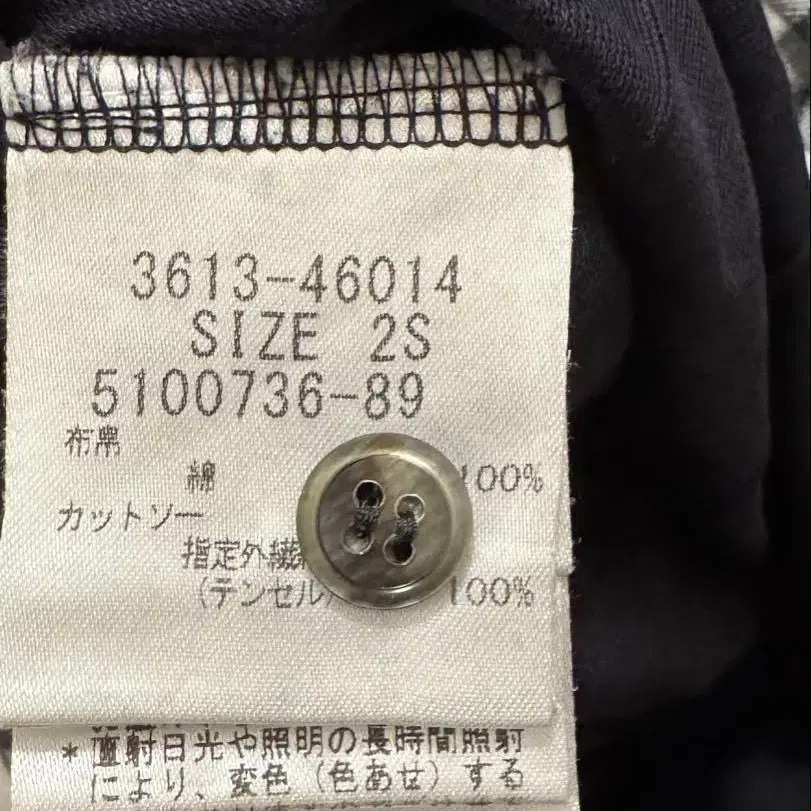 3613-46014
SIZE 2S
5100736-89
布帛
綿 100%
カットソー
指定外繊
(テンセル) 100%
*直射日光や照明の長時間照射
により、変色(色あせ)する